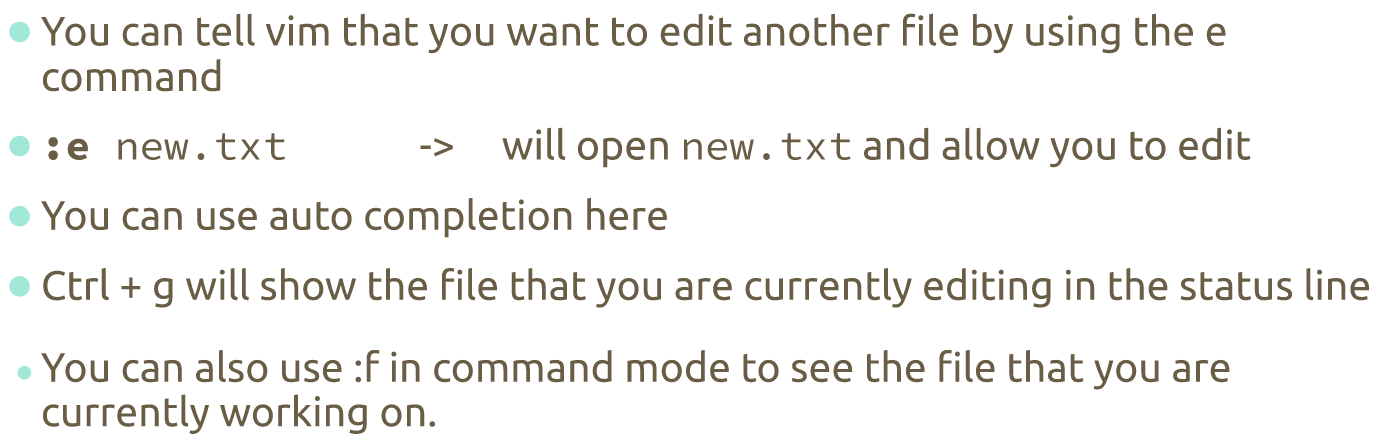 You can tell vim that you want to edit another file by using the e
command
:e new.txt -> will open new.txt and allow you to edit
You can use auto completion here
Ctrl + g will show the file that you are currently editing in the status line
You can also use :f in command mode to see the file that you are
currently working on.